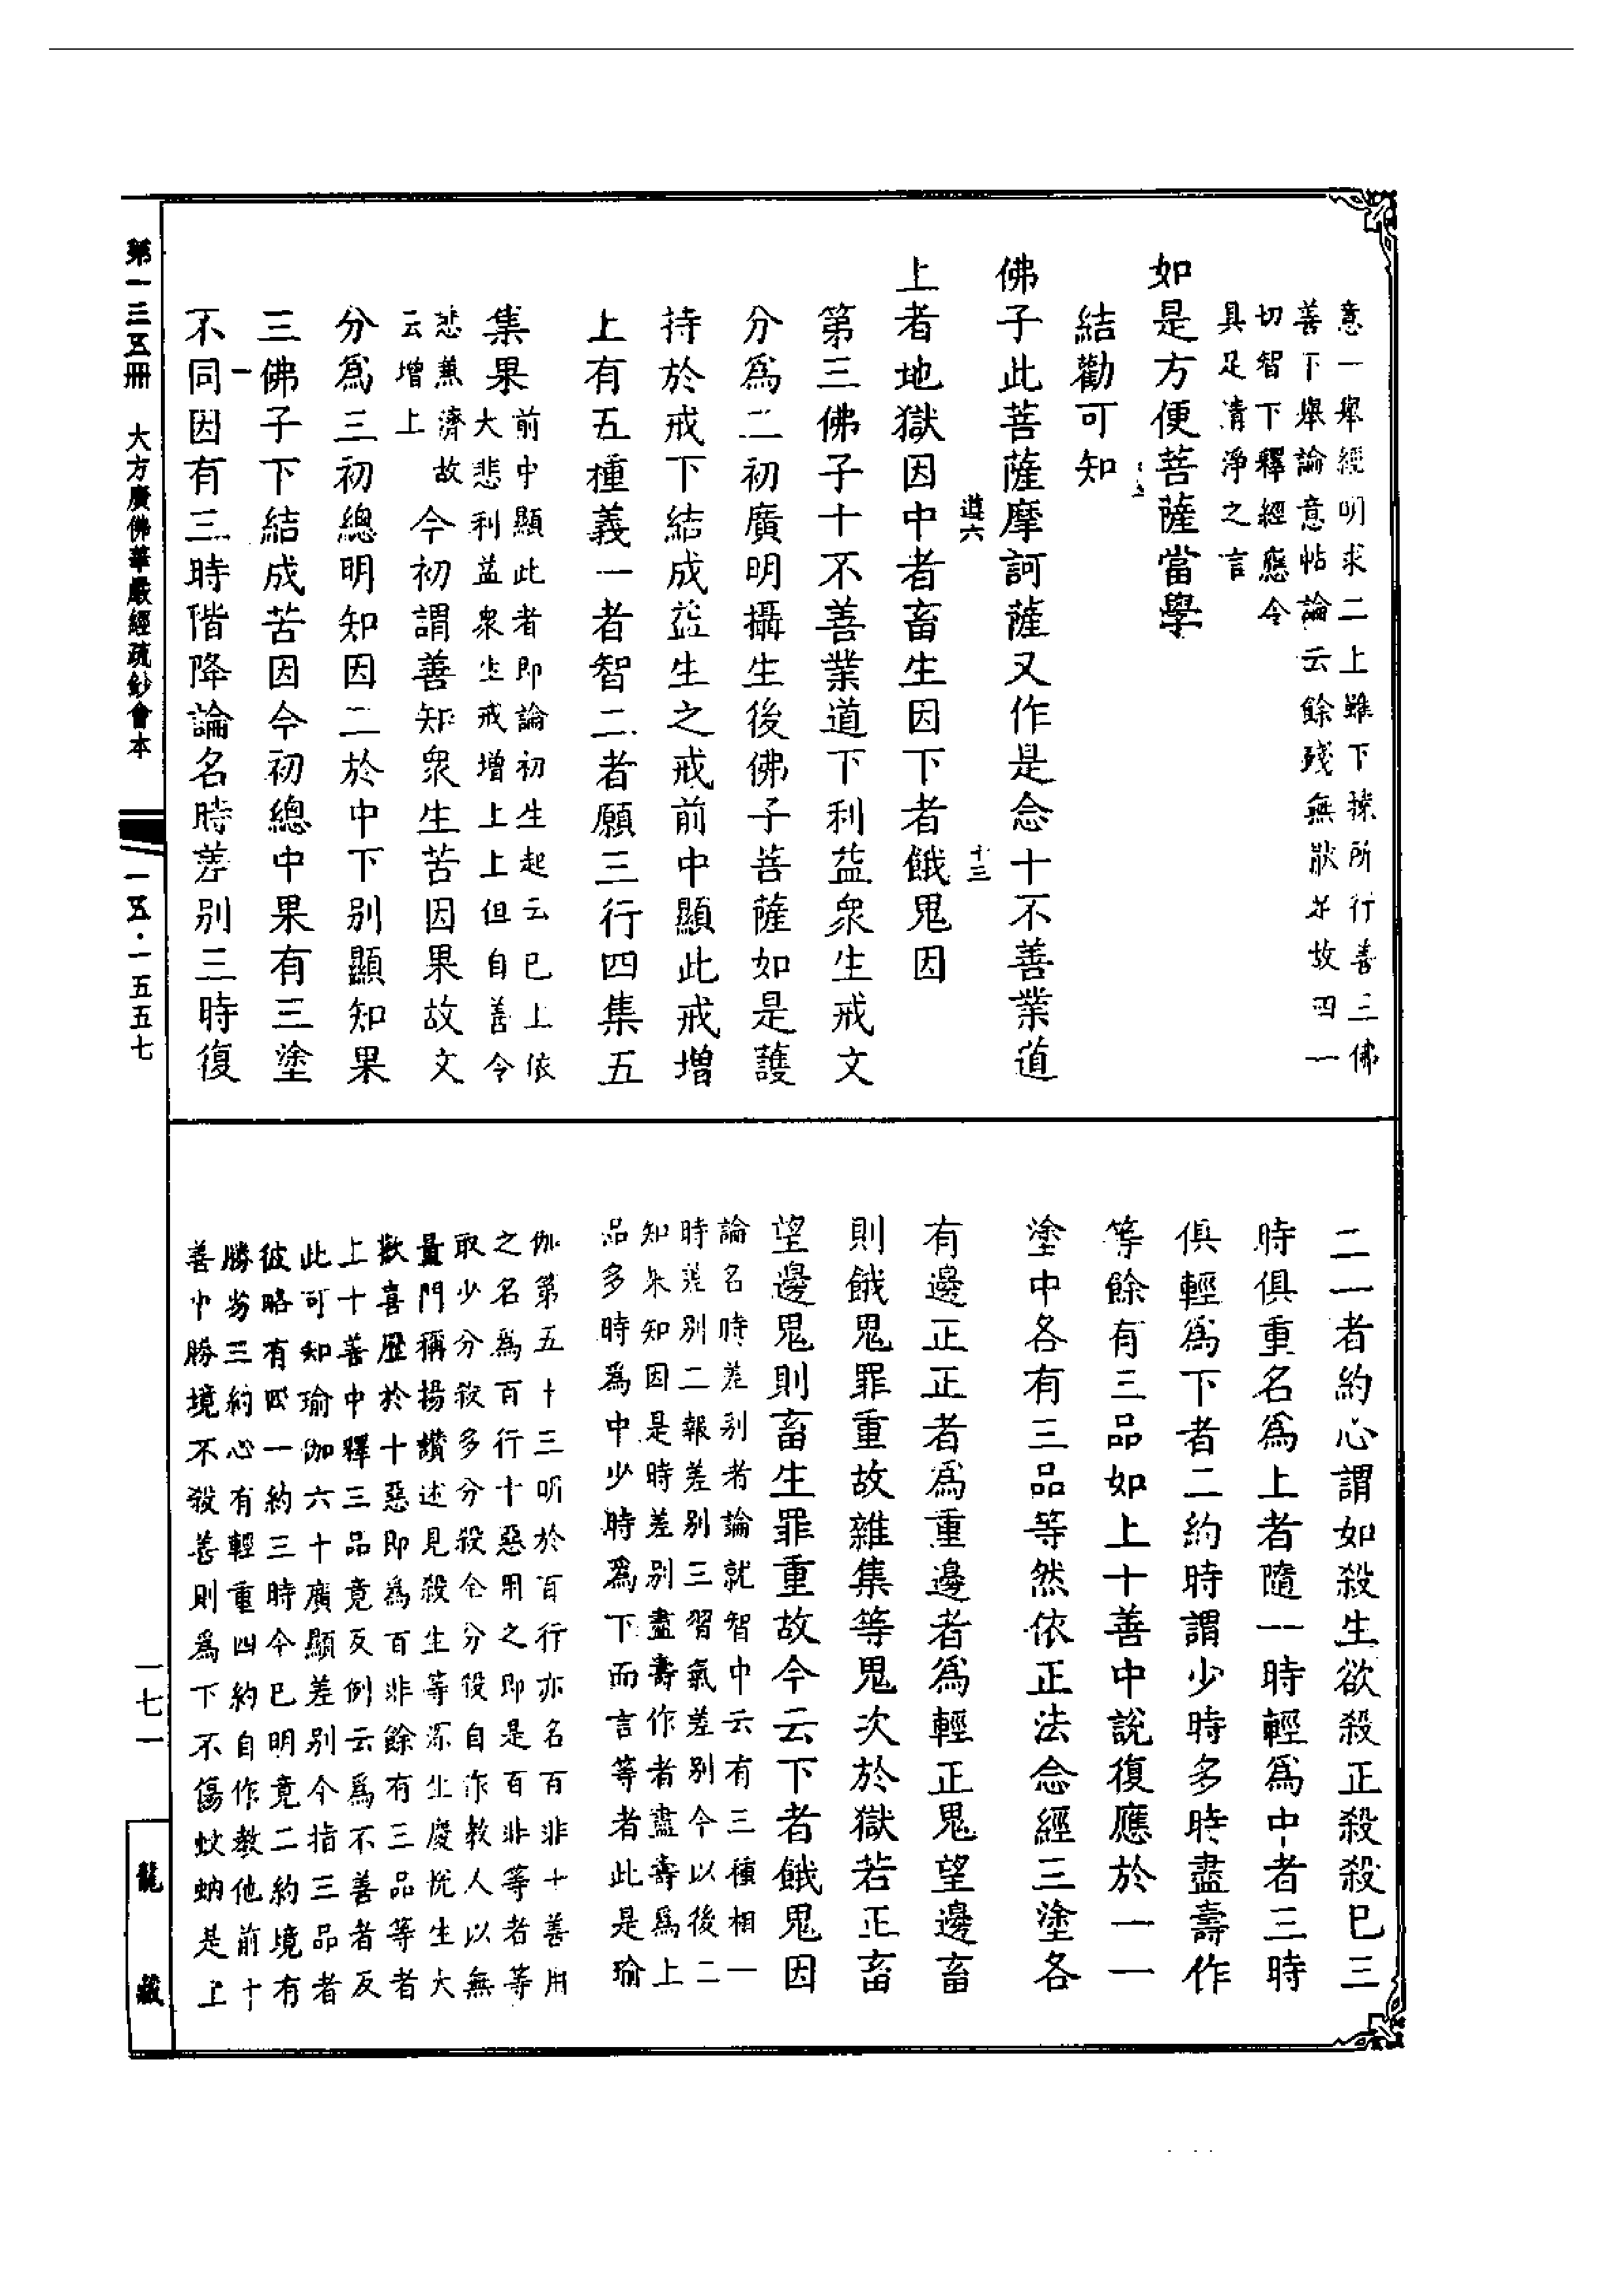 意一舉經明求二上雖下揀所行善三佛
善下舉論意帖論云餘殘無狀求故四一
切智下釋經應令
具足清淨之言
如是方便菩薩當學
結勸可知
佛子此菩薩摩訶薩又作是念十不善業道
遵六
十三
上者地獄因中者畜生因下者餓鬼因
第三佛子十不善業道下利益眾生戒文
分為二初廣明攝生後佛子菩薩如是護
持於戒下結成益生之戒前中顯此戒增
上有五種義一者智二者願三行四集五
集果
前中顯此者即論初生起云已上依
大悲利益眾生戒增上上但自善今
悲兼濟故
云增上
今初謂善知眾生苦因果故文
分為三初總明知因二於中下別顯知果
三佛子下結成苦因今初總中果有三塗
不同因有三時階降論名時差別三時復
二一者約心謂如殺生欲殺正殺殺已三
時俱重名為上者隨一時輕為中者三時
俱輕為下者二約時謂少時多時盡壽作
等餘有三品如上十善中說復應於一一
塗中各有三品等然依正法念經三塗各
有邊正正者為重邊者為輕正鬼望邊畜
則餓鬼罪重故雜集等鬼次於獄若正畜
望邊鬼則畜生罪重故今云下者餓鬼因
論名時差別者論就智中云有三種相一
時差別二報差別三習氣差別今以後二
知果知因是時差別盡壽作者盡壽為上
品多時為中少時為下而言等者此是瑜
伽第五十三明於百行亦名百非十善用
之名為百行十惡用之即是百非等者等
取少分殺多分殺全分殺自作教人以無
量門稱揚讚述見殺生等深生慶悅生大
歡喜歷於十惡即為百非餘有三品等者
上十善中釋三品竟反例云為不善者反
此可知瑜伽六十廣顯差別今指三品者
彼略有四一約三時今已明竟二約境有
勝劣三約心有輕重四約自作教他前十
善中勝境不殺善則為下不傷蚊蚋是上
第一三五冊 大方廣佛華嚴經疏鈔會本
一五·一五五七
一七一
龍藏